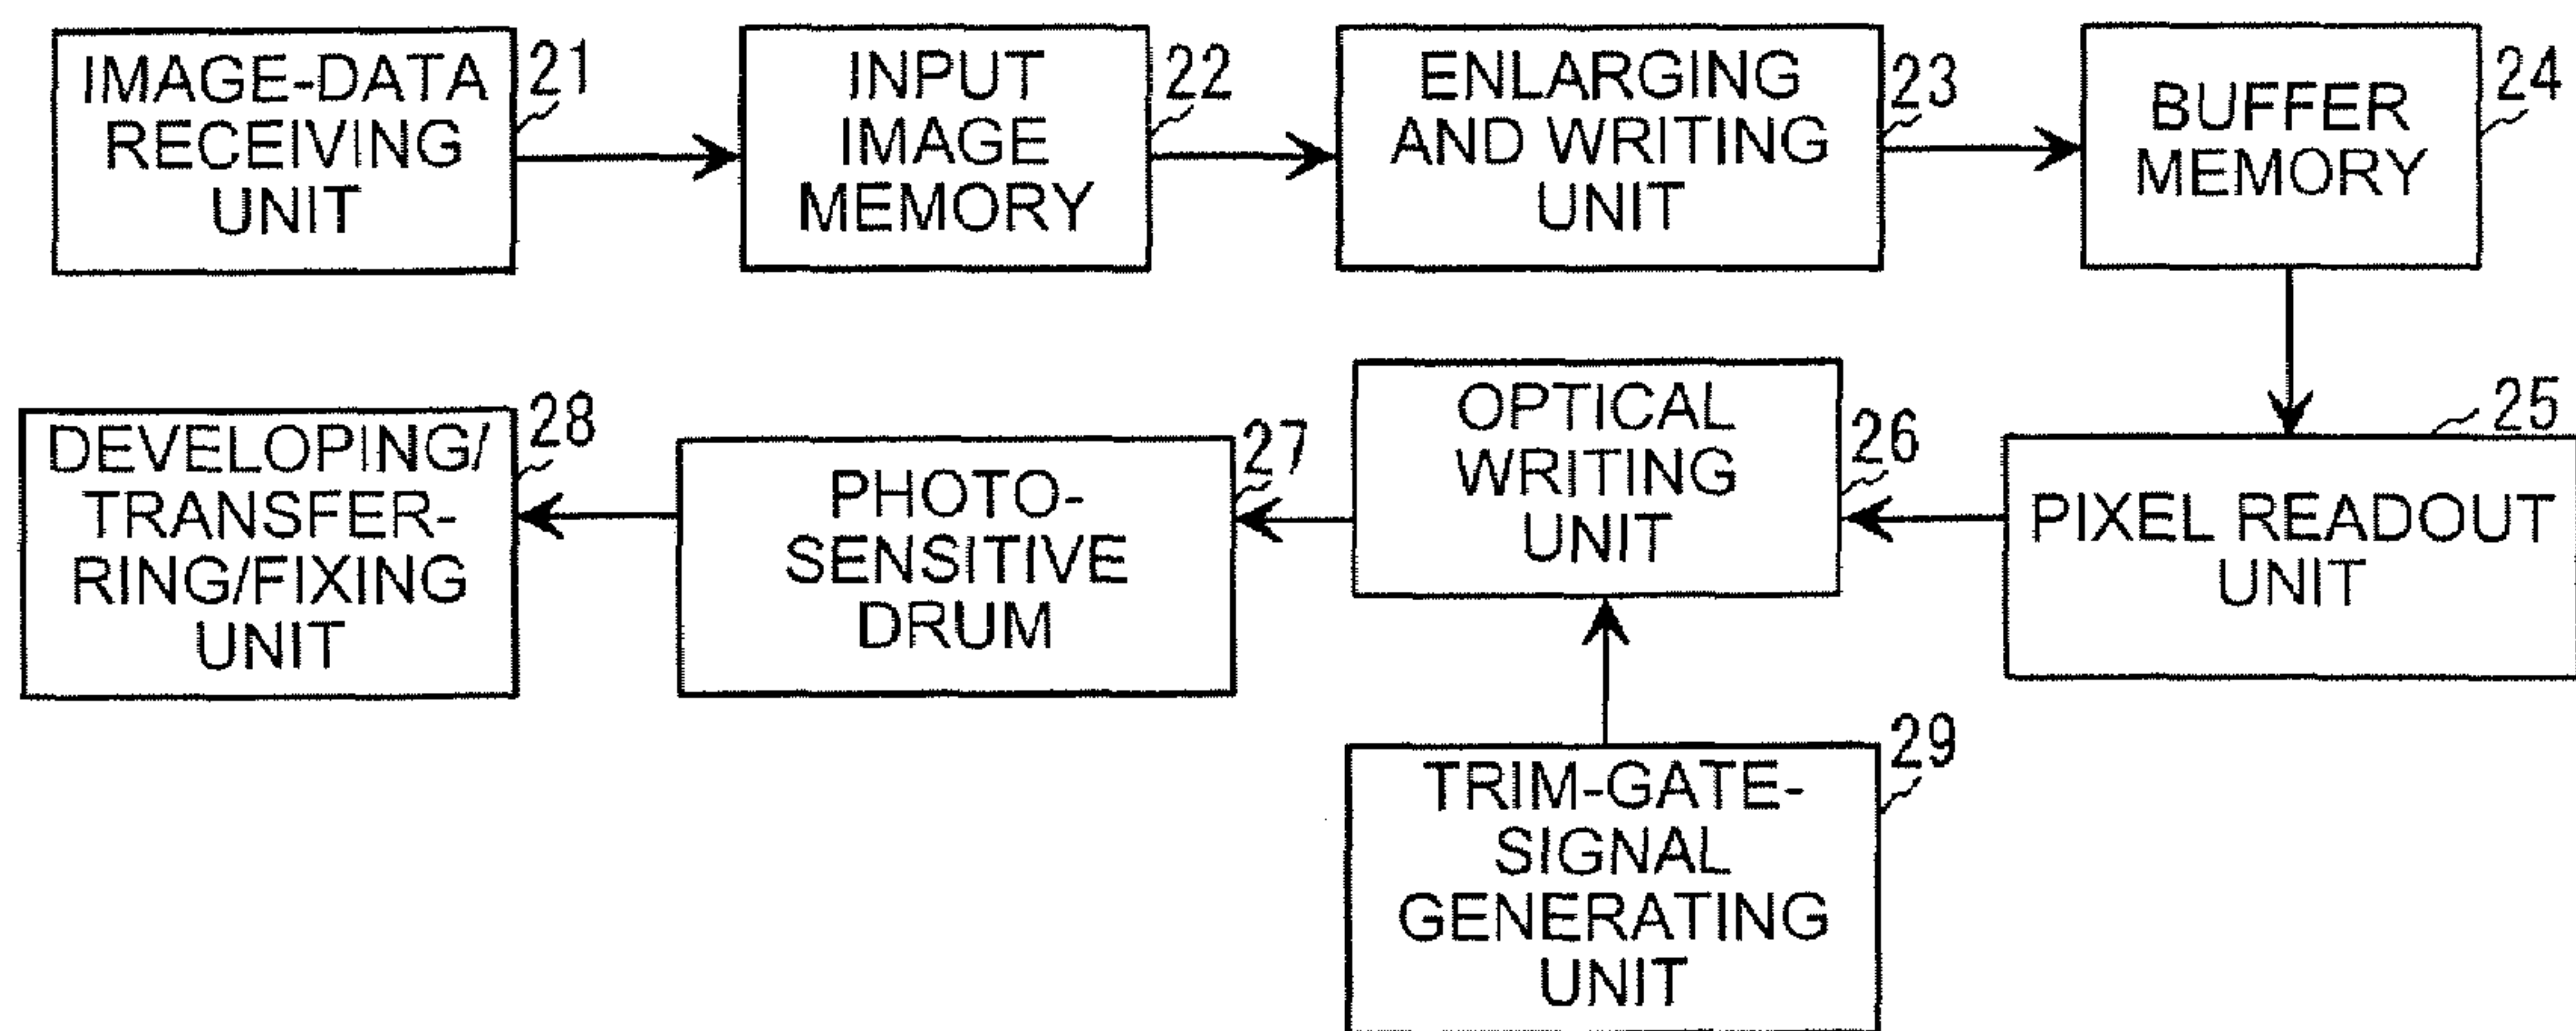 IMAGE-DATA
RECEIVING
UNIT
21
INPUT
IMAGE
MEMORY
22
ENLARGING
AND WRITING
UNIT
23
BUFFER
MEMORY
24
DEVELOPING/
TRANSFER-
RING/FIXING
UNIT
28
PHOTO-
SENSITIVE
DRUM
27
OPTICAL
WRITING
UNIT
26
PIXEL READOUT
UNIT
25
TRIM-GATE-
SIGNAL
GENERATING
UNIT
29